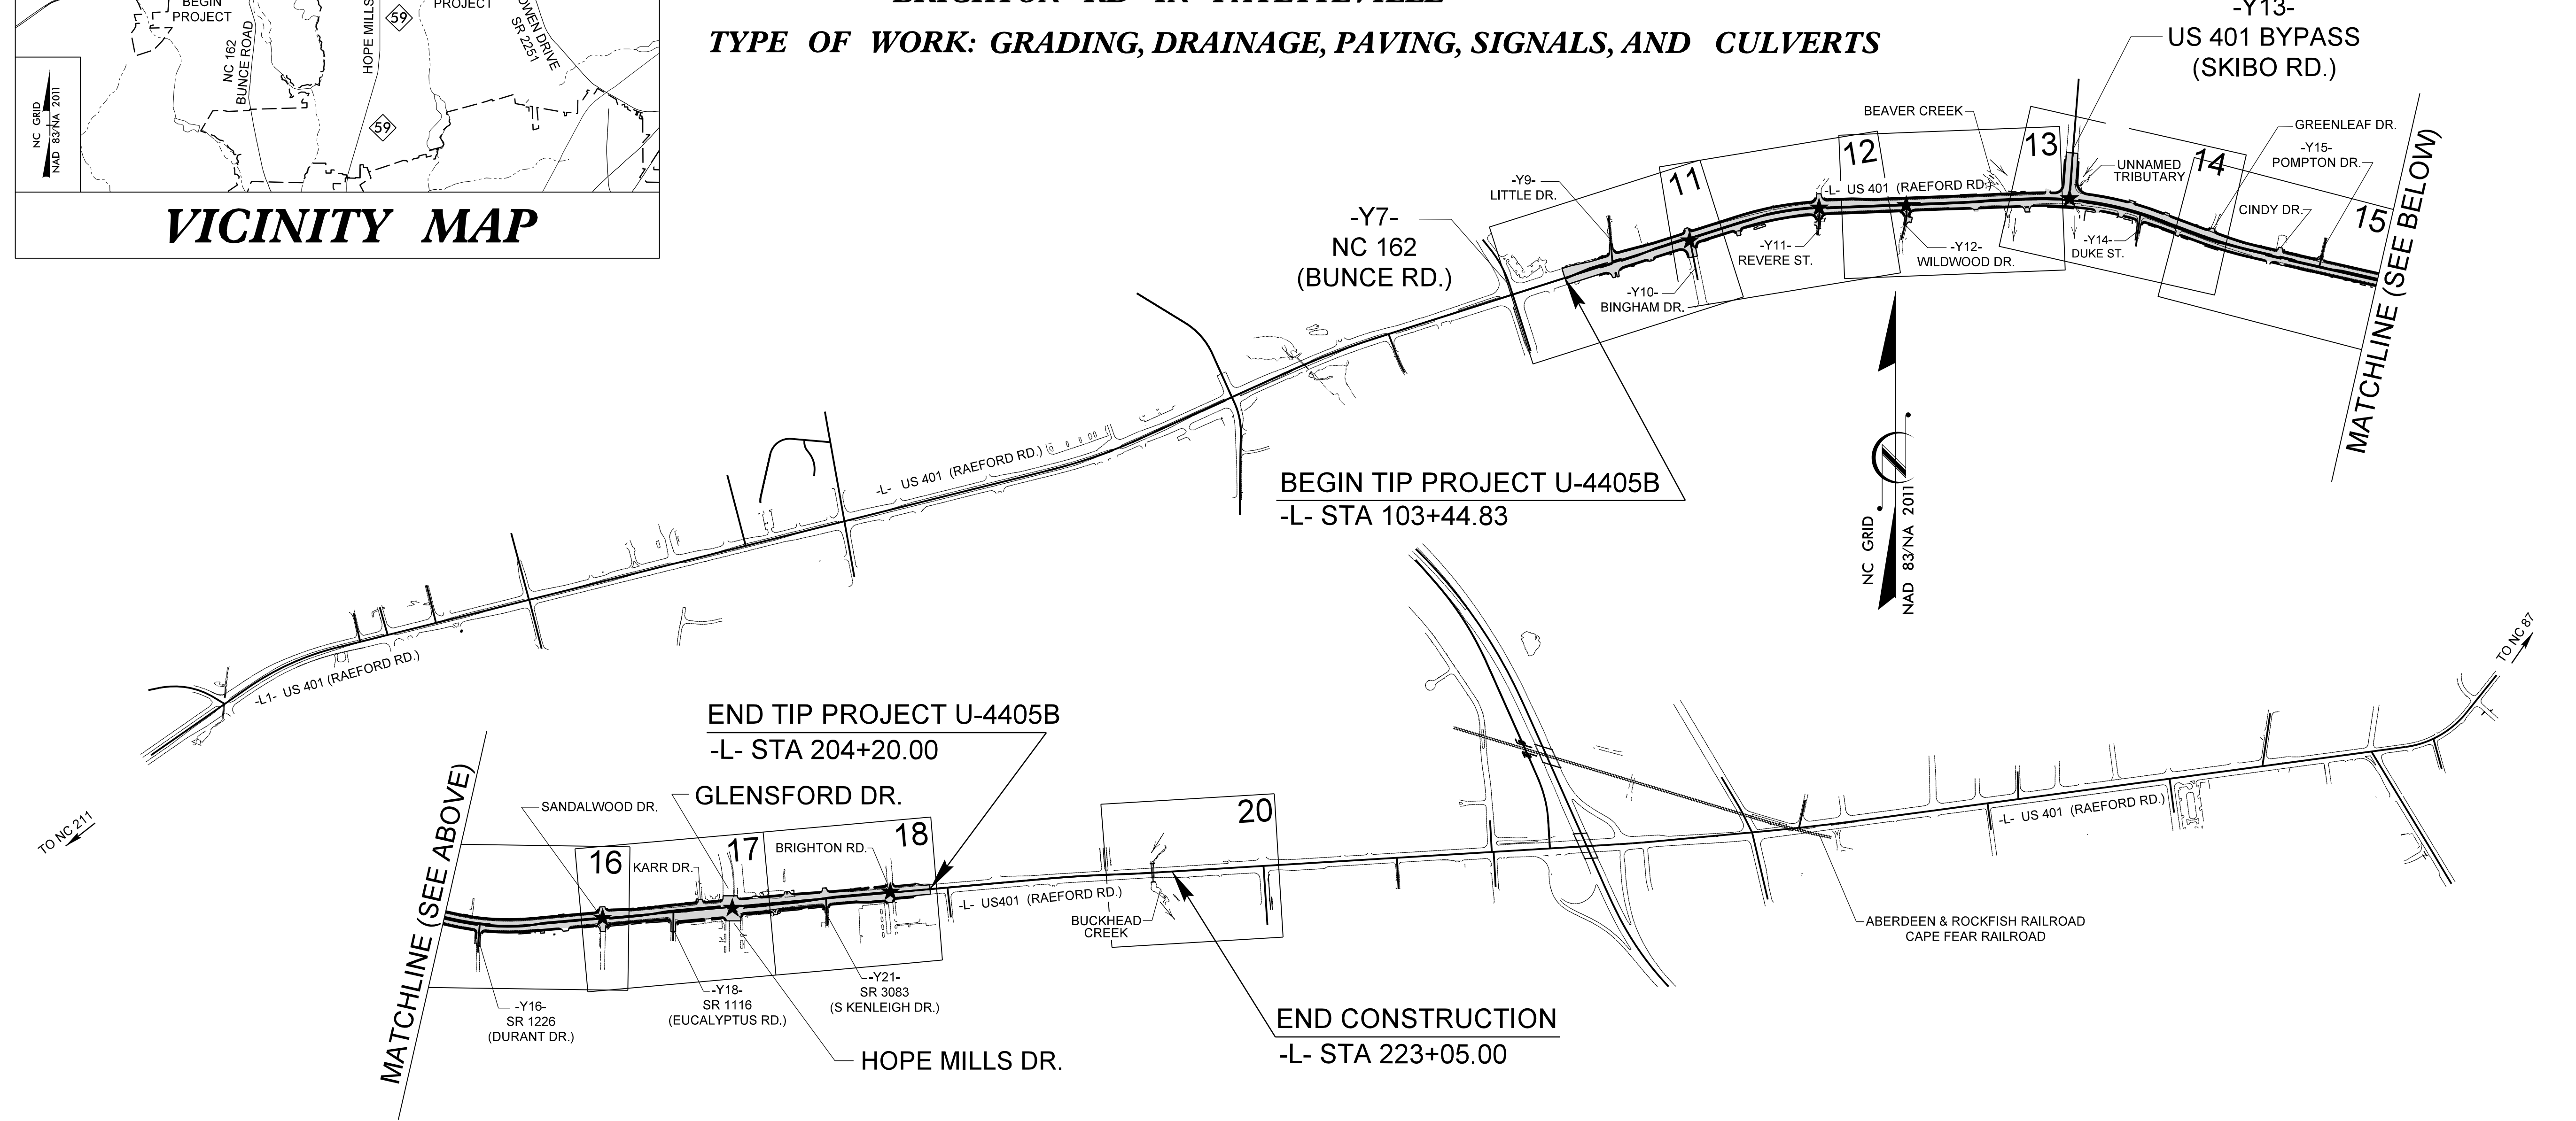 BEGIN
PROJECT
PROJECT
NC 162
BUNCE ROAD
HOPE MILLS
59
OWEN DRIVE
SR 2251
59
NC GRID
NAD 83/NA 2011
VICINITY MAP
TYPE OF WORK: GRADING, DRAINAGE, PAVING, SIGNALS, AND CULVERTS
-Y13-
US 401 BYPASS
(SKIBO RD.)
BEAVER CREEK
GREENLEAF DR.
-Y15-
POMPTON DR.
UNNAMED
TRIBUTARY
CINDY DR.
11
12
13
14
15
-L- US 401 (RAEFORD RD.)
-Y9-
LITTLE DR.
-Y7-
NC 162
(BUNCE RD.)
-Y10-
BINGHAM DR.
-Y11-
REVERE ST.
-Y12-
WILDWOOD DR.
-Y14-
DUKE ST.
MATCHLINE (SEE BELOW)
BEGIN TIP PROJECT U-4405B
-L- STA 103+44.83
NC GRID
NAD 83/NA 2011
-L- US 401 (RAEFORD RD.)
-L1- US 401 (RAEFORD RD.)
TO NC 211
TO NC 87
END TIP PROJECT U-4405B
-L- STA 204+20.00
MATCHLINE (SEE ABOVE)
SANDALWOOD DR.
GLENSFORD DR.
16
KARR DR.
17
BRIGHTON RD.
18
20
-L- US401 (RAEFORD RD.)
BUCKHEAD
CREEK
-L- US 401 (RAEFORD RD.)
ABERDEEN & ROCKFISH RAILROAD
CAPE FEAR RAILROAD
-Y16-
SR 1226
(DURANT DR.)
-Y18-
SR 1116
(EUCALYPTUS RD.)
-Y21-
SR 3083
(S KENLEIGH DR.)
HOPE MILLS DR.
END CONSTRUCTION
-L- STA 223+05.00